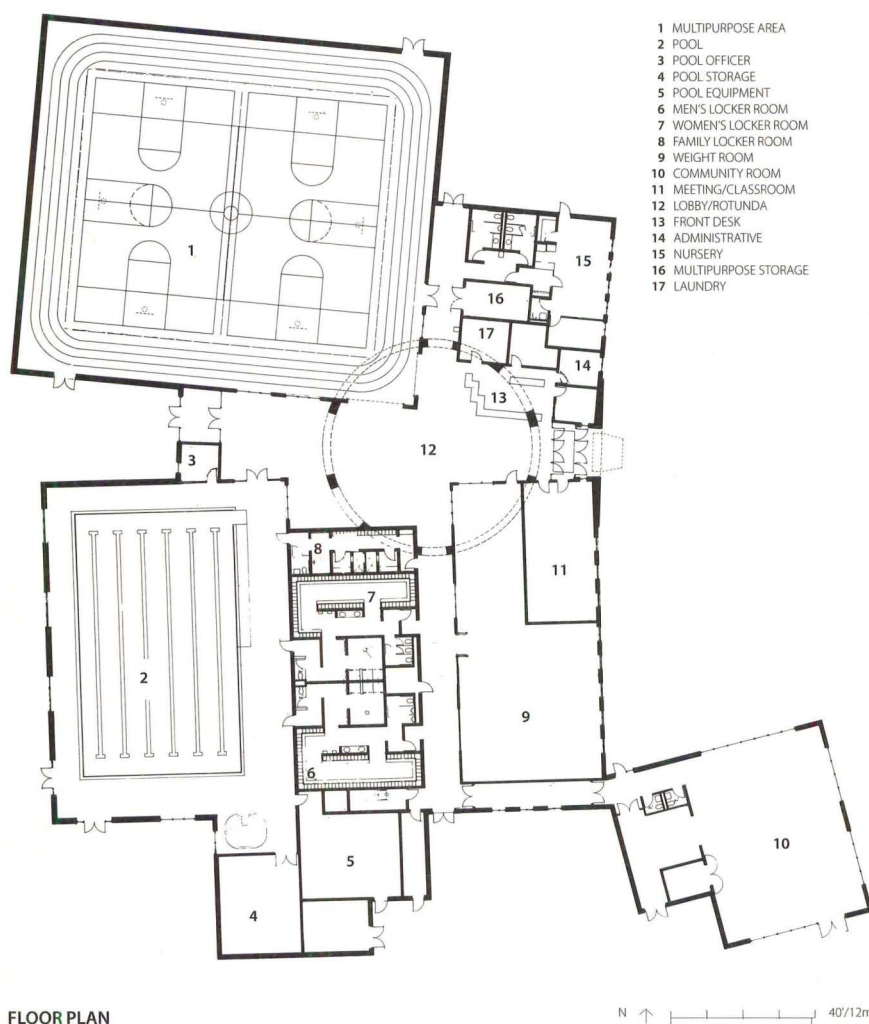 1 MULTIPURPOSE AREA
2 POOL
3 POOL OFFICER
4 POOL STORAGE
5 POOL EQUIPMENT
6 MEN'S LOCKER ROOM
7 WOMEN'S LOCKER ROOM
8 FAMILY LOCKER ROOM
9 WEIGHT ROOM
10 COMMUNITY ROOM
11 MEETING/CLASSROOM
12 LOBBY/ROTUNDA
13 FRONT DESK
14 ADMINISTRATIVE
15 NURSERY
16 MULTIPURPOSE STORAGE
17 LAUNDRY
1
15
16
17
14
13
12
3
8
11
7
2
9
6
10
5
4
FLOOR PLAN
N
40'/12m